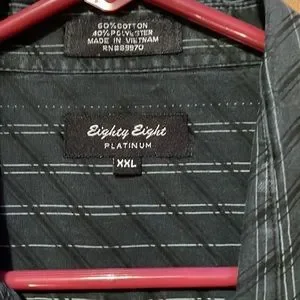 60% COTTON
40% POLYESTER
MADE IN VIETNAM
RN#89970
Eighty Eight
PLATINUM
XXL